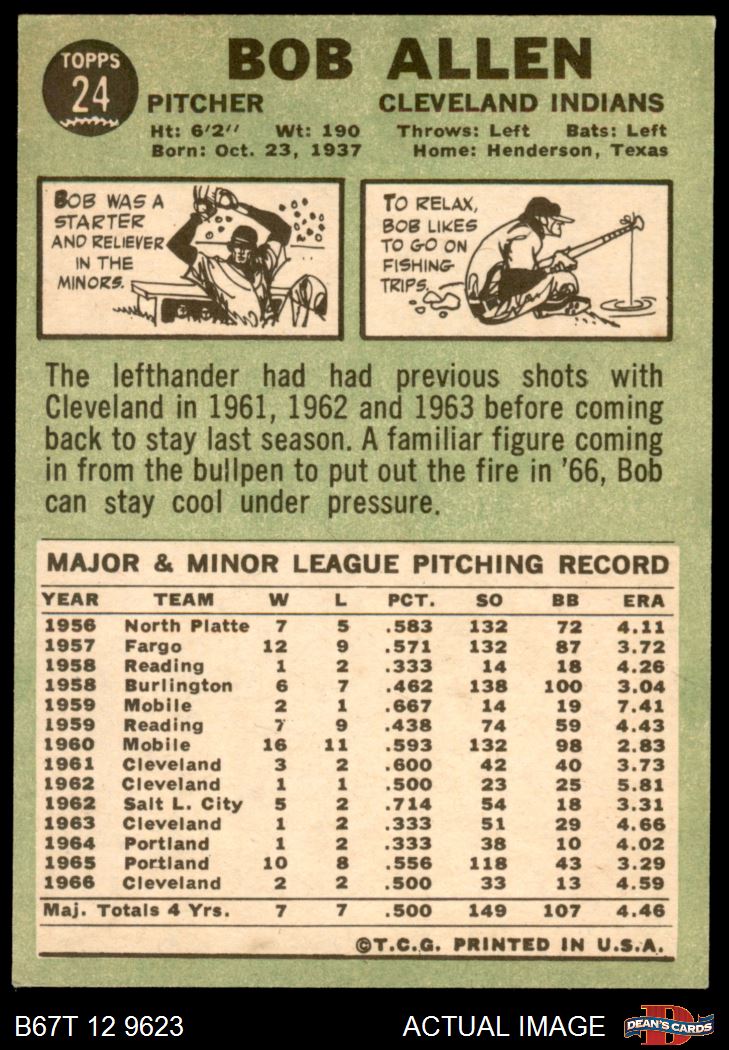 TOPPS
24
BOB ALLEN
PITCHER CLEVELAND INDIANS
Ht: 6'2" Wt: 190 Throws: Left Bats: Left
Born: Oct. 23, 1937 Home: Henderson, Texas
BOB WAS A
STARTER
AND RELIEVER
IN THE
MINORS.
TO RELAX,
BOB LIKES
TO GO ON
FISHING
TRIPS.
The lefthander had had previous shots with
Cleveland in 1961, 1962 and 1963 before coming
back to stay last season. A familiar figure coming
in from the bullpen to put out the fire in '66, Bob
can stay cool under pressure.
MAJOR & MINOR LEAGUE PITCHING RECORD
YEAR TEAM W L PCT. SO BB ERA
1956 North Platte 7 5 .583 132 72 4.11
1957 Fargo 12 9 .571 132 87 3.72
1958 Reading 1 2 .333 14 18 4.26
1958 Burlington 6 7 .462 138 100 3.04
1959 Mobile 2 1 .667 14 19 7.41
1959 Reading 7 9 .438 74 59 4.43
1960 Mobile 16 11 .593 132 98 2.83
1961 Cleveland 3 2 .600 42 40 3.73
1962 Cleveland 1 1 .500 23 25 5.81
1962 Salt L. City 5 2 .714 54 18 3.31
1963 Cleveland 1 2 .333 51 29 4.66
1964 Portland 1 2 .333 38 10 4.02
1965 Portland 10 8 .556 118 43 3.29
1966 Cleveland 2 2 .500 33 13 4.59
Maj. Totals 4 Yrs. 7 7 .500 149 107 4.46
©T.C.G. PRINTED IN U.S.A.
B67T 12 9623 ACTUAL IMAGE
D
DEAN'S CARDS